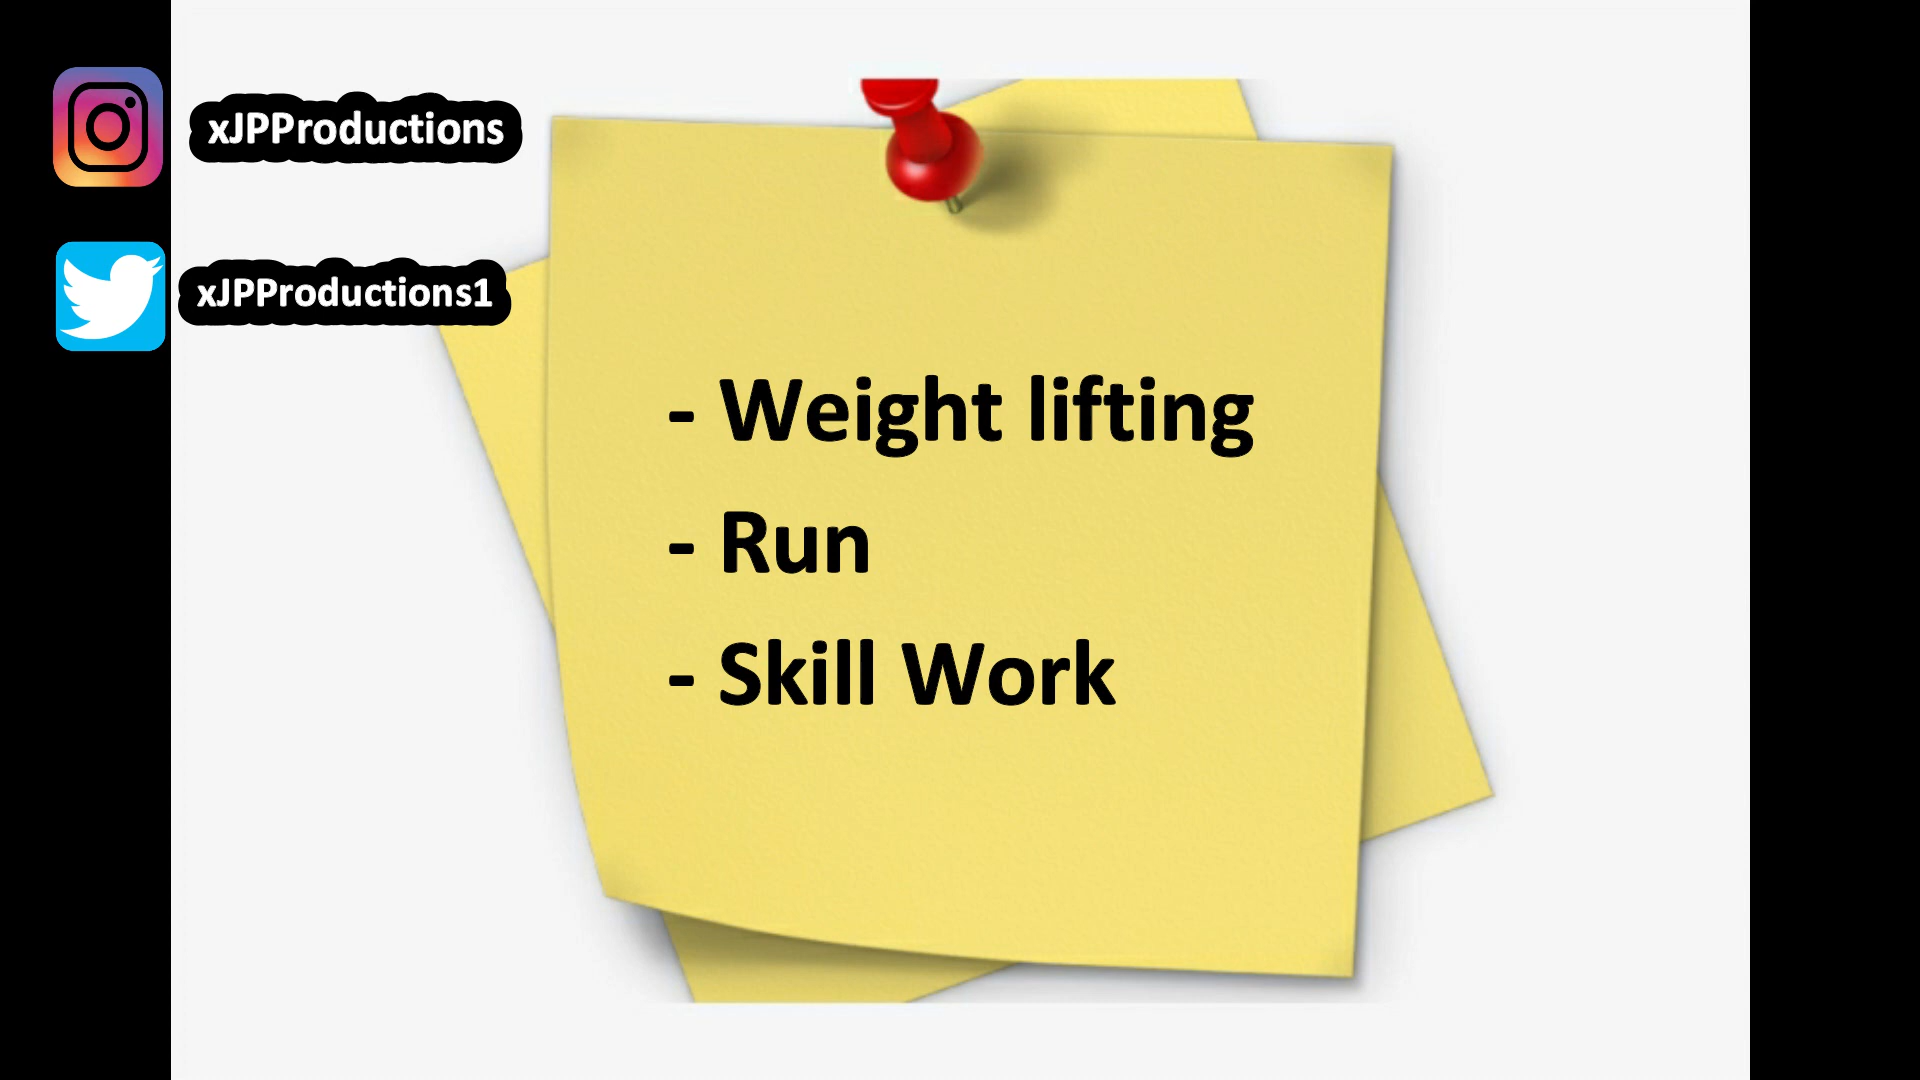 xJPProductions
xJPProductions1
- Weight lifting
- Run
- Skill Work